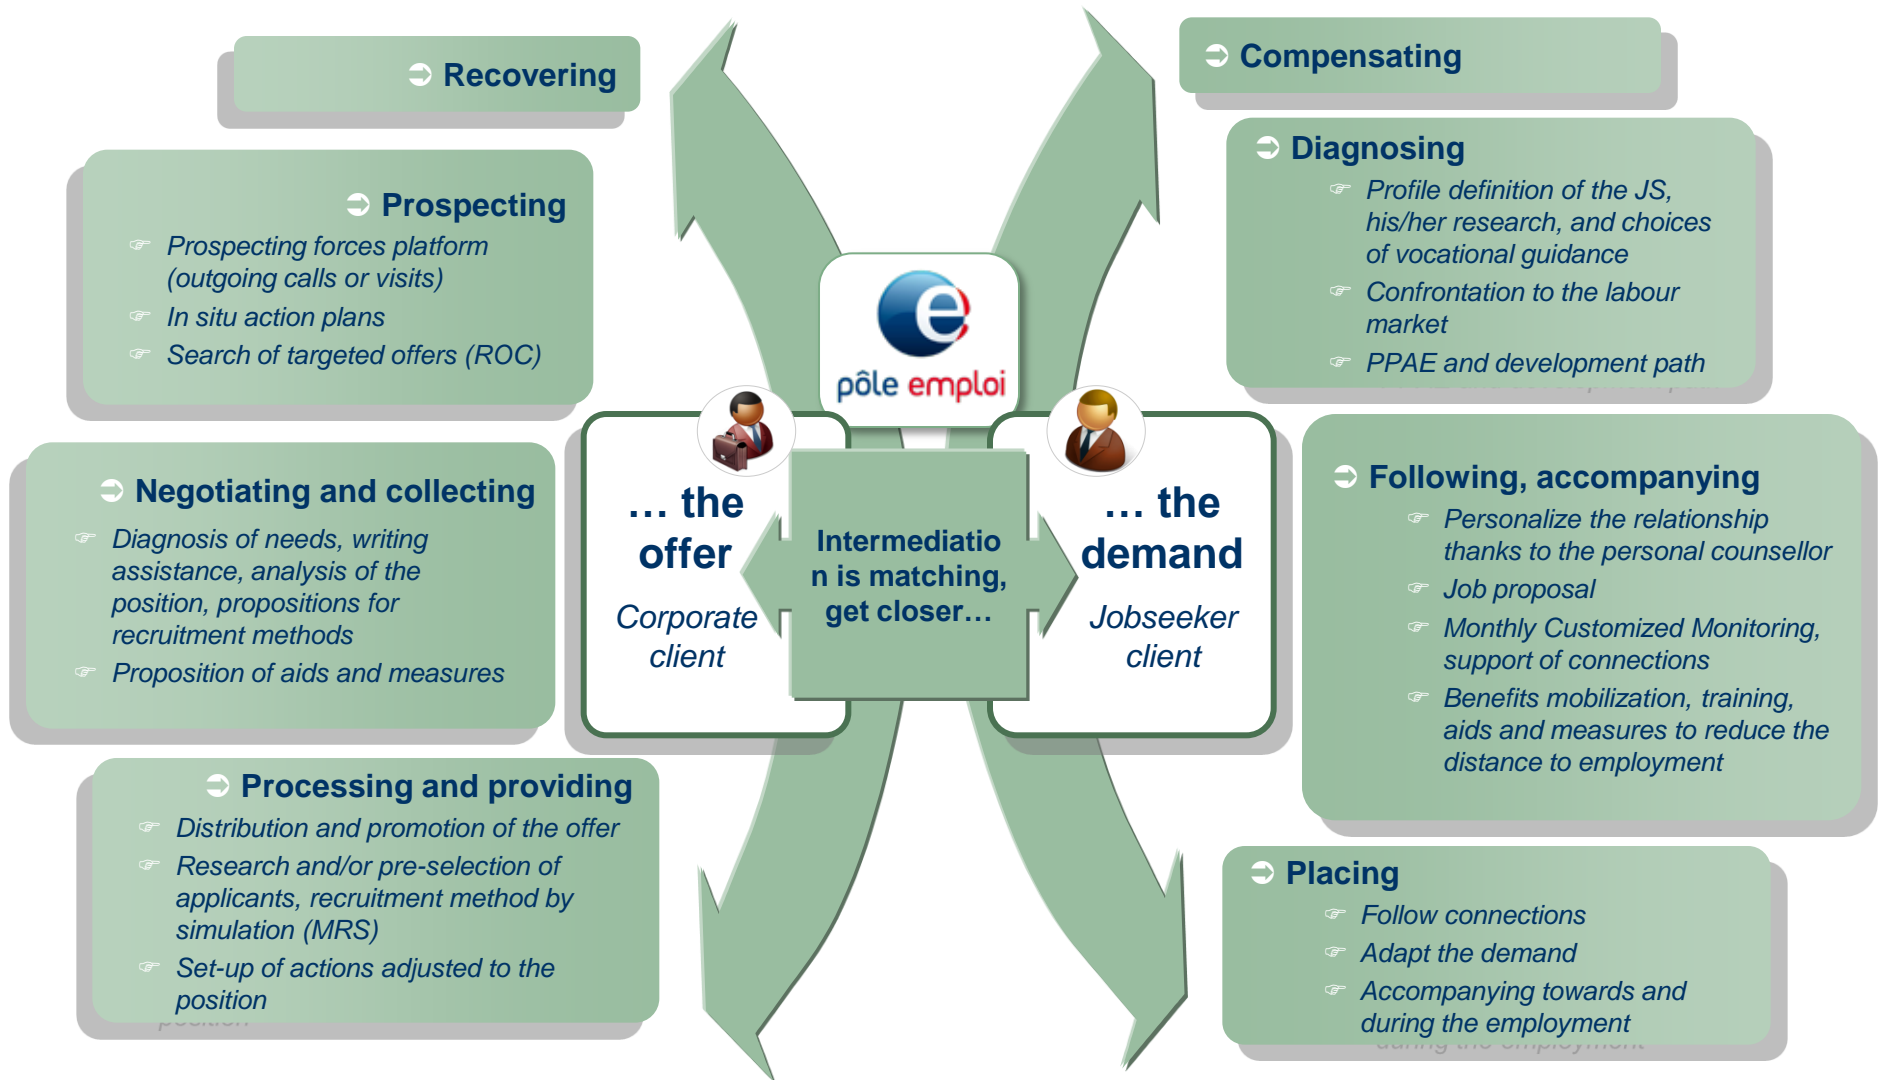 Recovering
Prospecting
Prospecting forces platform
(outgoing calls or visits)
In situ action plans
Search of targeted offers (ROC)
Negotiating and collecting
Diagnosis of needs, writing
assistance, analysis of the
position, propositions for
recruitment methods
Proposition of aids and measures
Processing and providing
Distribution and promotion of the offer
Research and/or pre-selection of
applicants, recruitment method by
simulation (MRS)
Set-up of actions adjusted to the
position
pôle emploi
… the
offer
Corporate
client
Intermediatio
n is matching,
get closer…
… the
demand
Jobseeker
client
Compensating
Diagnosing
Profile definition of the JS,
his/her research, and choices
of vocational guidance
Confrontation to the labour
market
PPAE and development path
Following, accompanying
Personalize the relationship
thanks to the personal counsellor
Job proposal
Monthly Customized Monitoring,
support of connections
Benefits mobilization, training,
aids and measures to reduce the
distance to employment
Placing
Follow connections
Adapt the demand
Accompanying towards and
during the employment